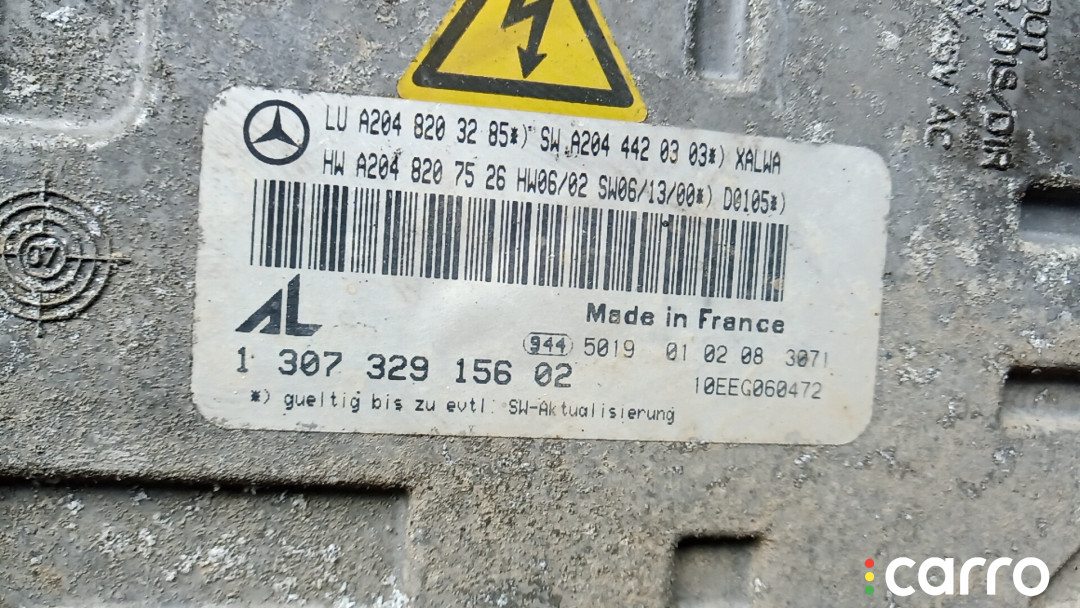 LU A204 820 32 85*) SW A204 442 03 03*) XALWA
HW A204 820 75 26 HW06/02 SW06/13/00*) D0105*)
AL
Made in France
944 5019 01 02 08 3071
1 307 329 156 02
10EEG060472
*) gueltig bis zu evtl. SW-Aktualisierung
67
AC
carro